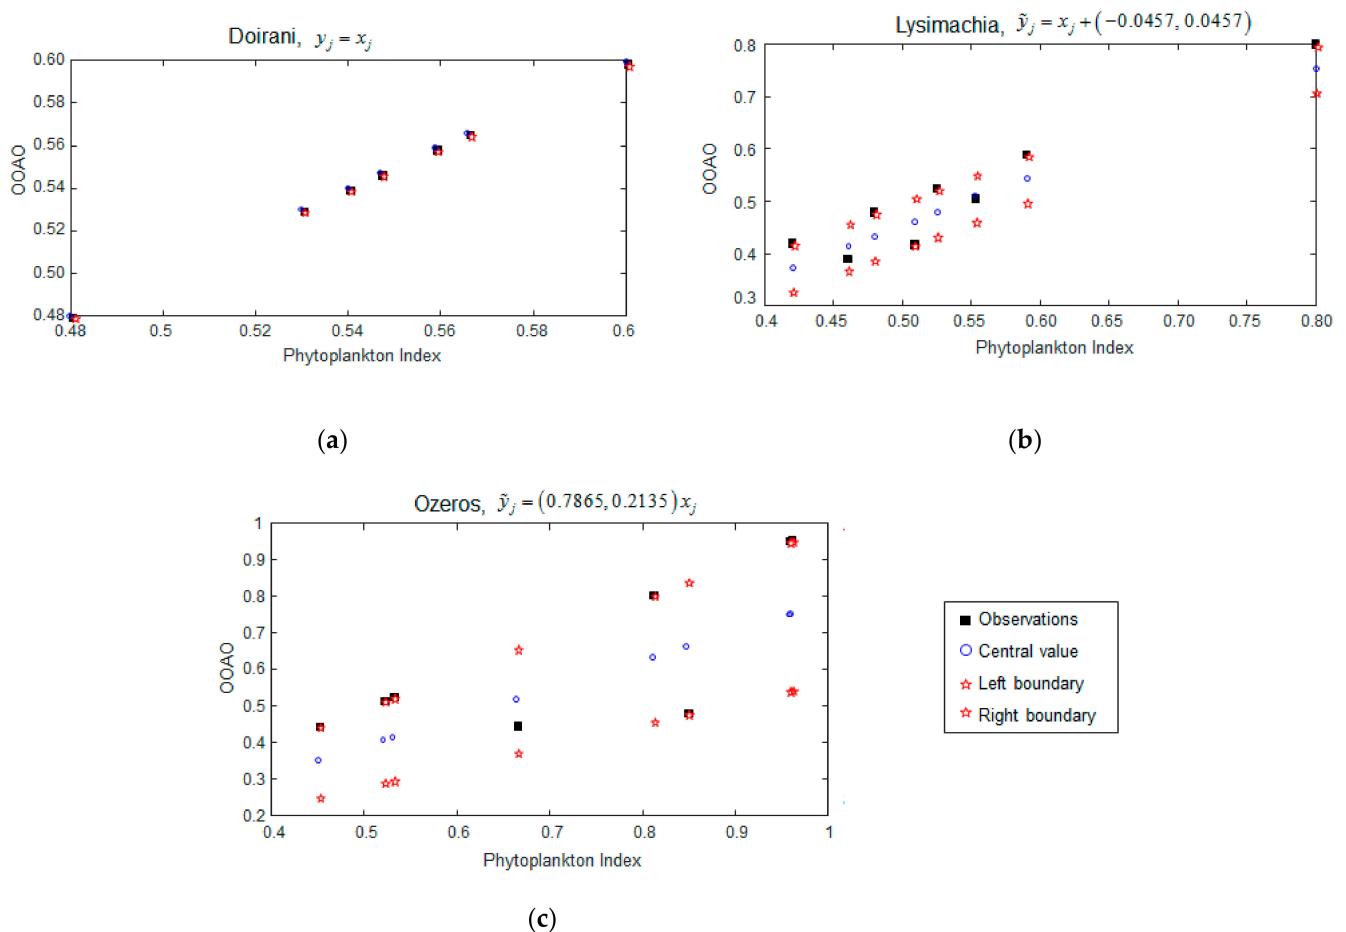 Doirani, y_j = x_j
0.60
0.58
0.56
0.54
0.52
0.50
0.48
OOAO
0.48 0.5 0.52 0.54 0.56 0.58 0.6
Phytoplankton Index
(a)
Lysimachia, ỹ_j = x_j + (−0.0457, 0.0457)
0.8
0.7
0.6
0.5
0.4
0.3
OOAO
0.4 0.45 0.50 0.55 0.60 0.65 0.70 0.75 0.80
Phytoplankton Index
(b)
Ozeros, ỹ_j = (0.7865, 0.2135) x_j
1
0.9
0.8
0.7
0.6
0.5
0.4
0.3
0.2
OOAO
0.4 0.5 0.6 0.7 0.8 0.9 1
Phytoplankton Index
(c)
Observations
Central value
Left boundary
Right boundary